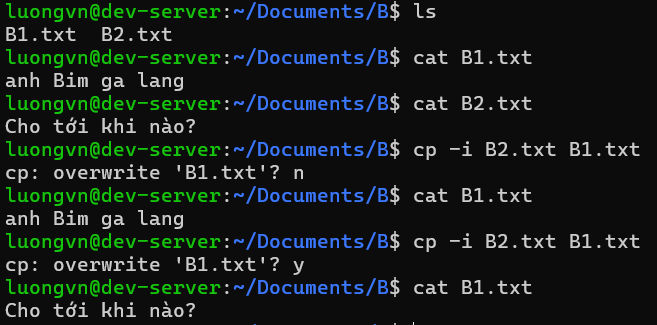 luongvn@dev-server:~/Documents/B$ ls
B1.txt  B2.txt
luongvn@dev-server:~/Documents/B$ cat B1.txt
anh Bim ga lang
luongvn@dev-server:~/Documents/B$ cat B2.txt
Cho tới khi nào?
luongvn@dev-server:~/Documents/B$ cp -i B2.txt B1.txt
cp: overwrite 'B1.txt'? n
luongvn@dev-server:~/Documents/B$ cat B1.txt
anh Bim ga lang
luongvn@dev-server:~/Documents/B$ cp -i B2.txt B1.txt
cp: overwrite 'B1.txt'? y
luongvn@dev-server:~/Documents/B$ cat B1.txt
Cho tới khi nào?